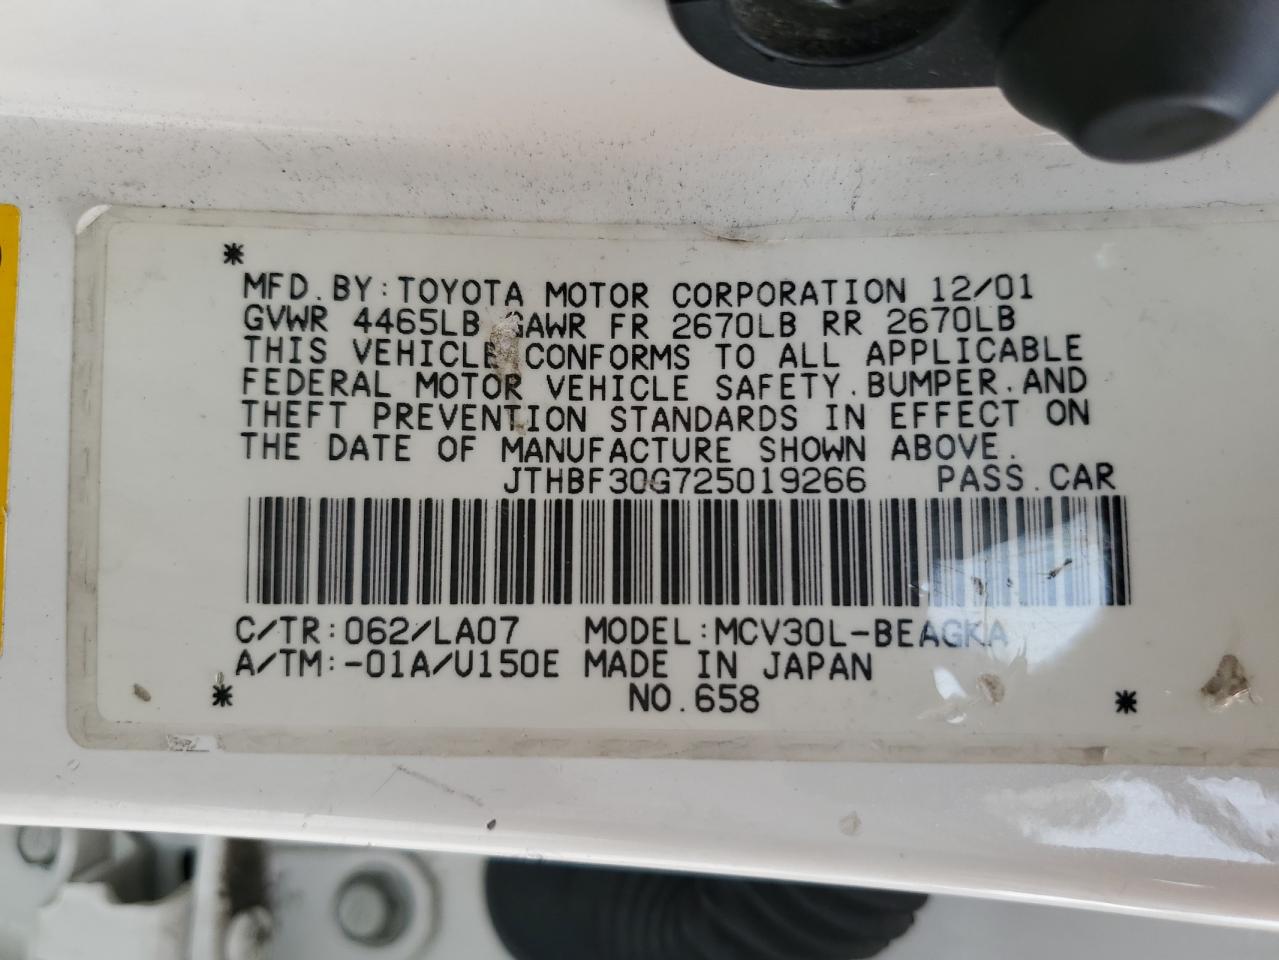 *
MFD. BY: TOYOTA MOTOR CORPORATION 12/01
GVWR 4465LB GAWR FR 2670LB RR 2670LB
THIS VEHICLE CONFORMS TO ALL APPLICABLE
FEDERAL MOTOR VEHICLE SAFETY. BUMPER. AND
THEFT PREVENTION STANDARDS IN EFFECT ON
THE DATE OF MANUFACTURE SHOWN ABOVE.
JTHBF30G725019266 PASS. CAR
C/TR: 062/LA07 MODEL: MCV30L-BEAGKA
A/TM: -01A/U150E MADE IN JAPAN
* NO. 658 *